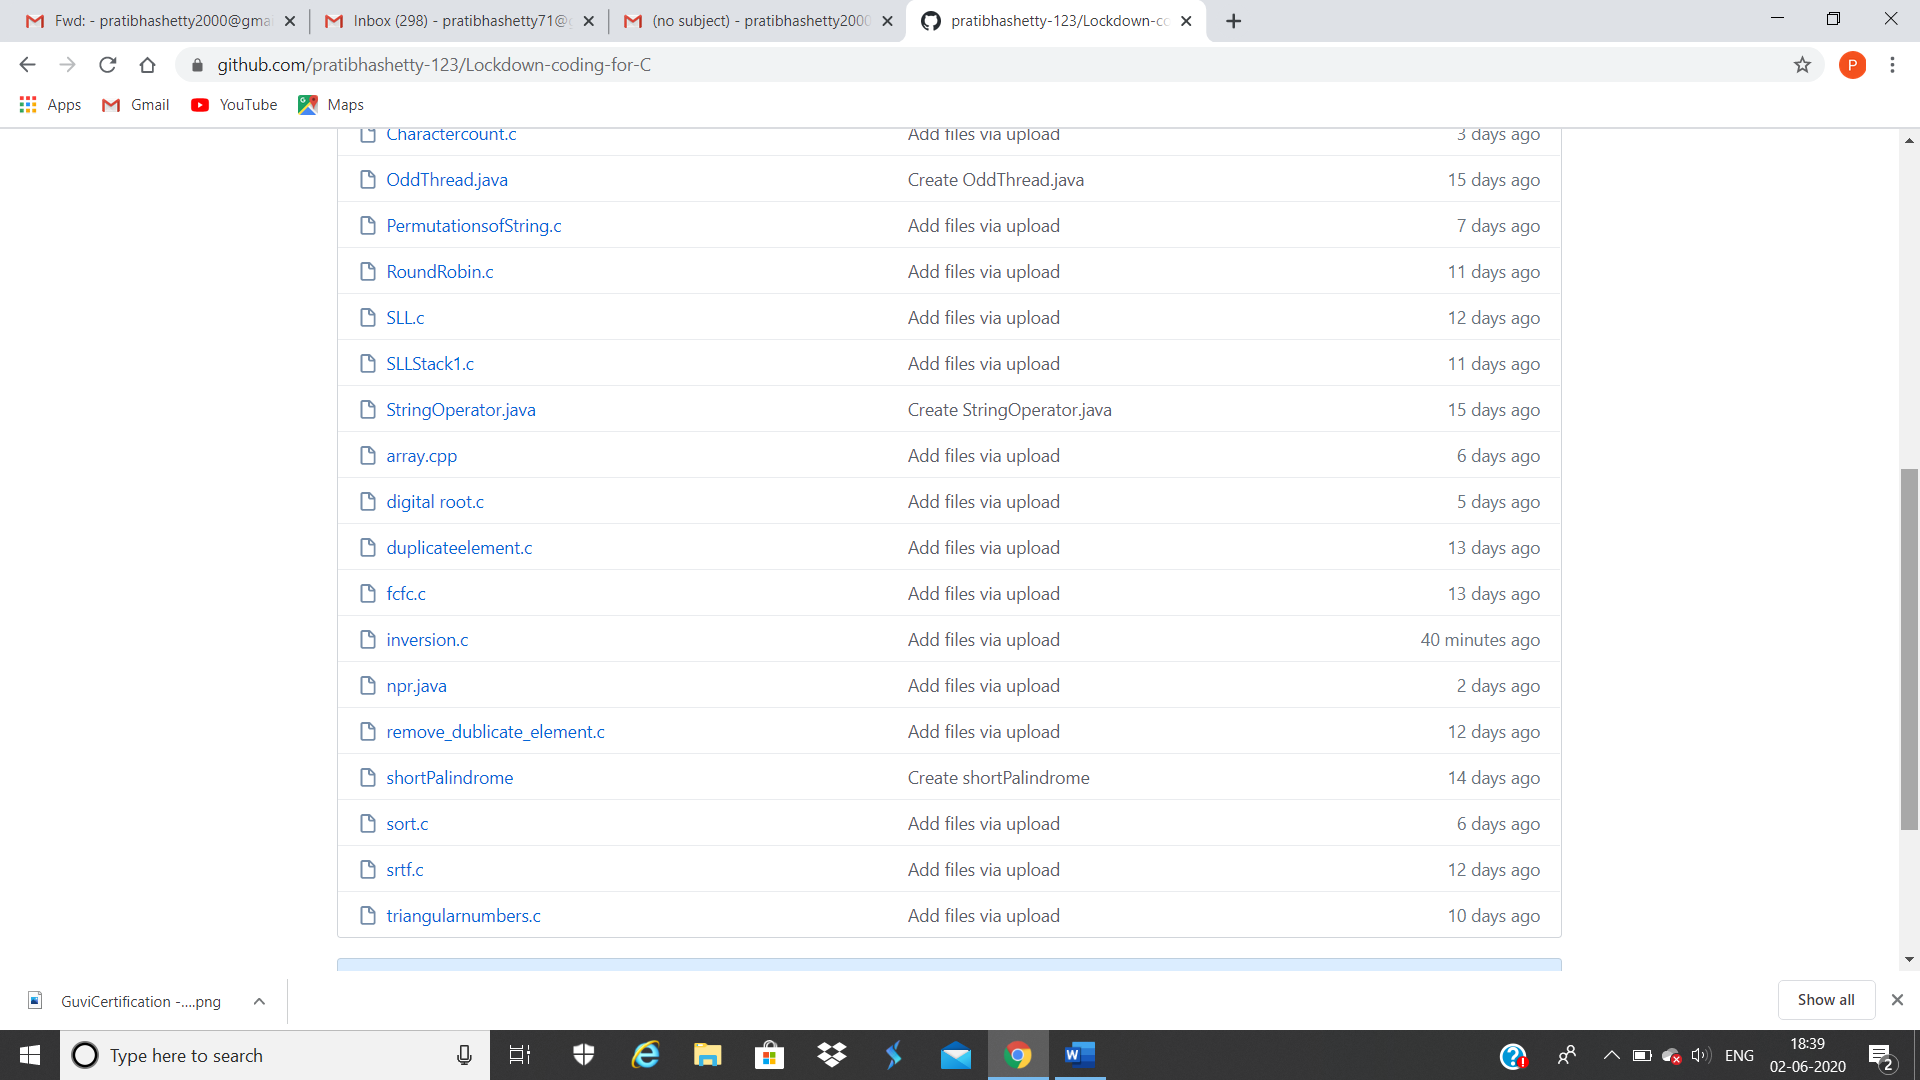 Fwd: - pratibhashetty2000@gmai
Inbox (298) - pratibhashetty71@g
(no subject) - pratibhashetty2000
pratibhashetty-123/Lockdown-co
github.com/pratibhashetty-123/Lockdown-coding-for-C
P
Apps Gmail YouTube Maps
Charactercount.c Add files via upload 3 days ago
OddThread.java Create OddThread.java 15 days ago
PermutationsofString.c Add files via upload 7 days ago
RoundRobin.c Add files via upload 11 days ago
SLL.c Add files via upload 12 days ago
SLLStack1.c Add files via upload 11 days ago
StringOperator.java Create StringOperator.java 15 days ago
array.cpp Add files via upload 6 days ago
digital root.c Add files via upload 5 days ago
duplicateelement.c Add files via upload 13 days ago
fcfc.c Add files via upload 13 days ago
inversion.c Add files via upload 40 minutes ago
npr.java Add files via upload 2 days ago
remove_dublicate_element.c Add files via upload 12 days ago
shortPalindrome Create shortPalindrome 14 days ago
sort.c Add files via upload 6 days ago
srtf.c Add files via upload 12 days ago
triangularnumbers.c Add files via upload 10 days ago
GuviCertification -....png Show all
Type here to search
ENG
18:39
02-06-2020
2